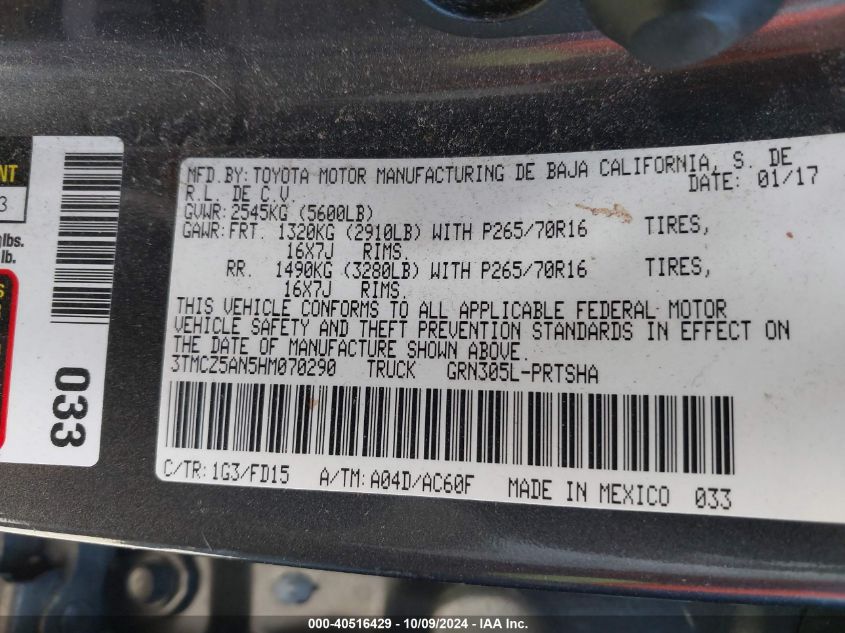 NT
3
lbs.
lb.
S
033
MFD.BY: TOYOTA MOTOR MANUFACTURING DE BAJA CALIFORNIA, S. DE
R.L. DE C.V. DATE: 01/17
GVWR: 2545KG (5600LB)
GAWR: FRT. 1320KG (2910LB) WITH P265/70R16 TIRES,
16X7J RIMS.
RR. 1490KG (3280LB) WITH P265/70R16 TIRES,
16X7J RIMS.
THIS VEHICLE CONFORMS TO ALL APPLICABLE FEDERAL MOTOR
VEHICLE SAFETY AND THEFT PREVENTION STANDARDS IN EFFECT ON
THE DATE OF MANUFACTURE SHOWN ABOVE.
3TMCZ5AN5HM070290 TRUCK GRN305L-PRTSHA
C/TR: 1G3/FD15 A/TM: A04D/AC60F MADE IN MEXICO 033
000-40516429 - 10/09/2024 - IAA, Inc.